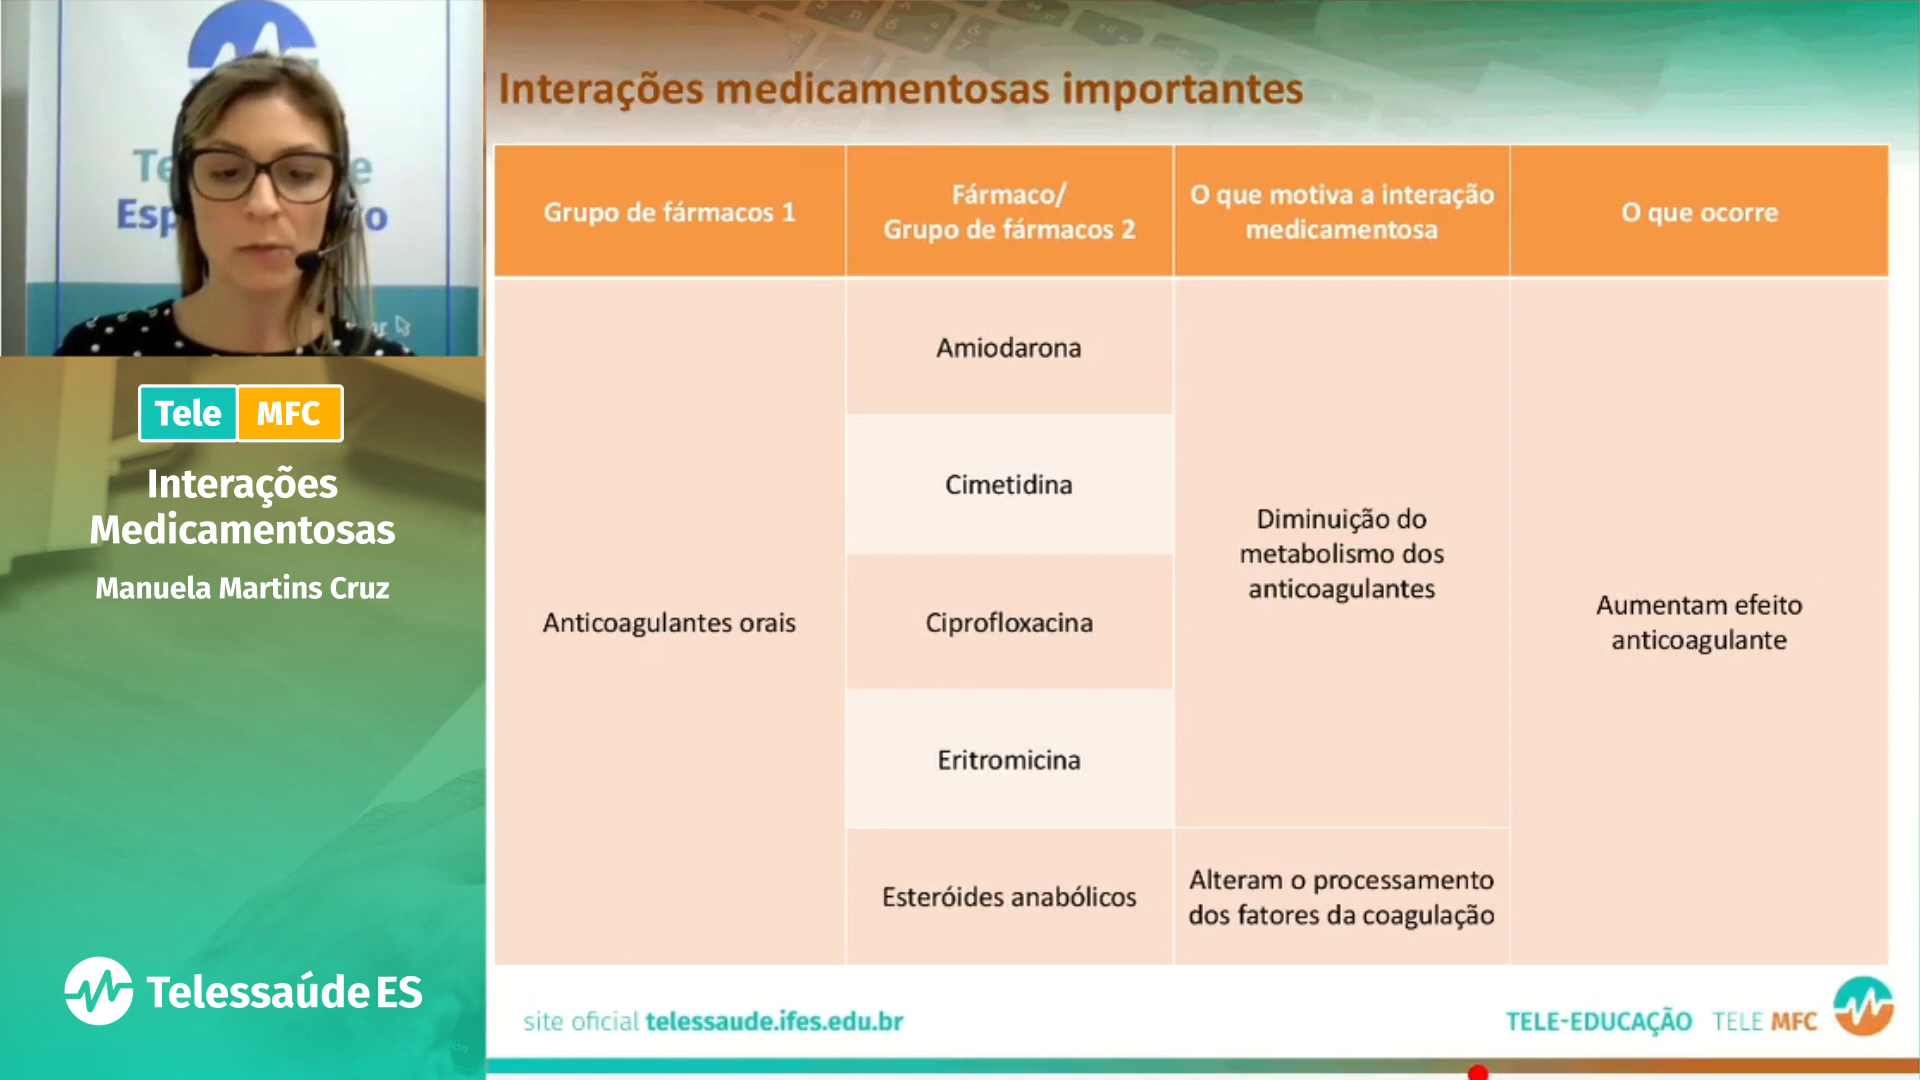 Interações medicamentosas importantes
Grupo de fármacos 1
Fármaco/
Grupo de fármacos 2
O que motiva a interação
medicamentosa
O que ocorre
Anticoagulantes orais
Amiodarona
Cimetidina
Ciprofloxacina
Eritromicina
Esteróides anabólicos
Diminuição do
metabolismo dos
anticoagulantes
Alteram o processamento
dos fatores da coagulação
Aumentam efeito
anticoagulante
Tele MFC
Interações
Medicamentosas
Manuela Martins Cruz
Telessaúde ES
site oficial telessaude.ifes.edu.br
TELE-EDUCAÇÃO TELE MFC